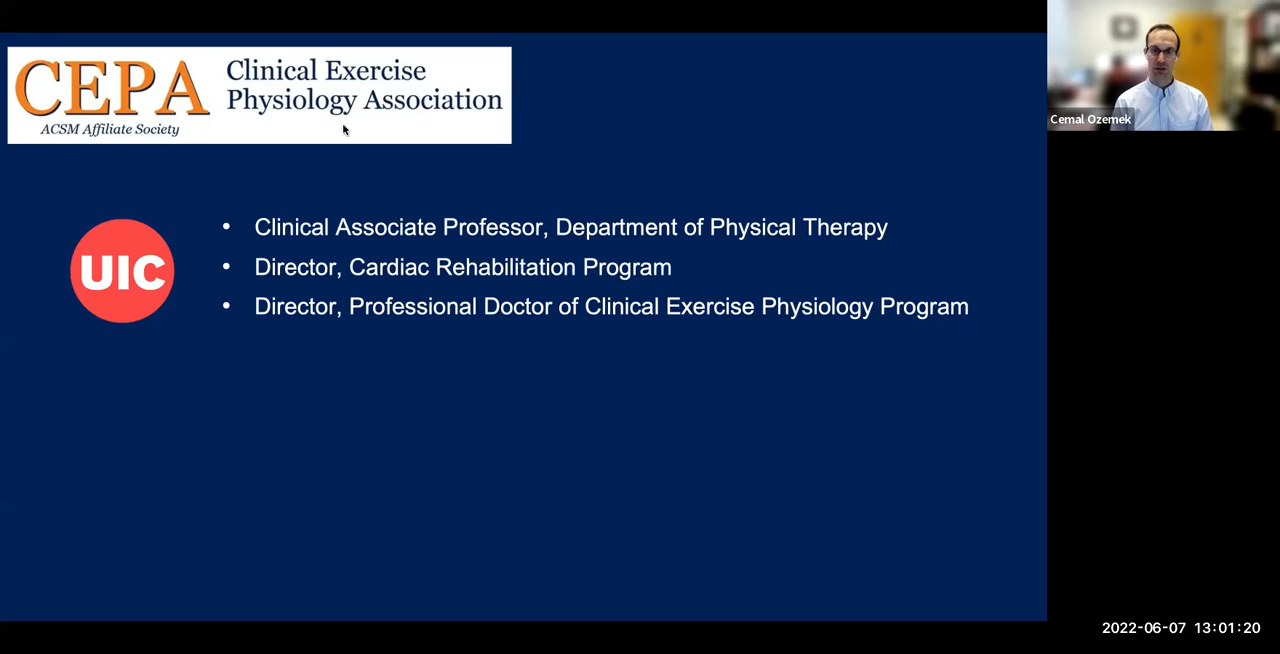 CEPA
ACSM Affiliate Society
Clinical Exercise
Physiology Association
Cemal Ozemek
UIC
• Clinical Associate Professor, Department of Physical Therapy
• Director, Cardiac Rehabilitation Program
• Director, Professional Doctor of Clinical Exercise Physiology Program
2022-06-07 13:01:20